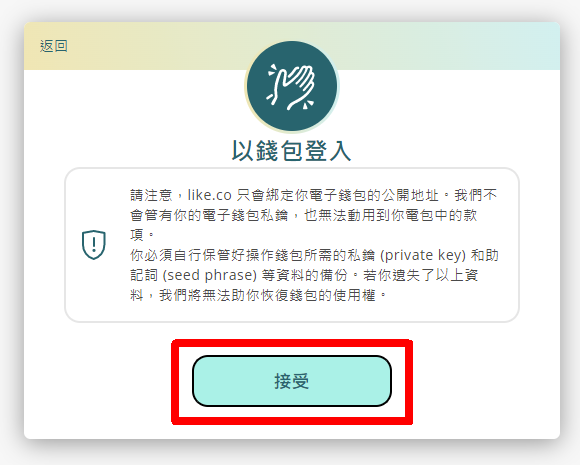 返回
以錢包登入
請注意，like.co 只會綁定你電子錢包的公開地址。我們不
會管有你的電子錢包私鑰，也無法動用到你電包中的款
項。
你必須自行保管好操作錢包所需的私鑰 (private key) 和助
記詞 (seed phrase) 等資料的備份。若你遺失了以上資
料，我們將無法助你恢復錢包的使用權。
接受